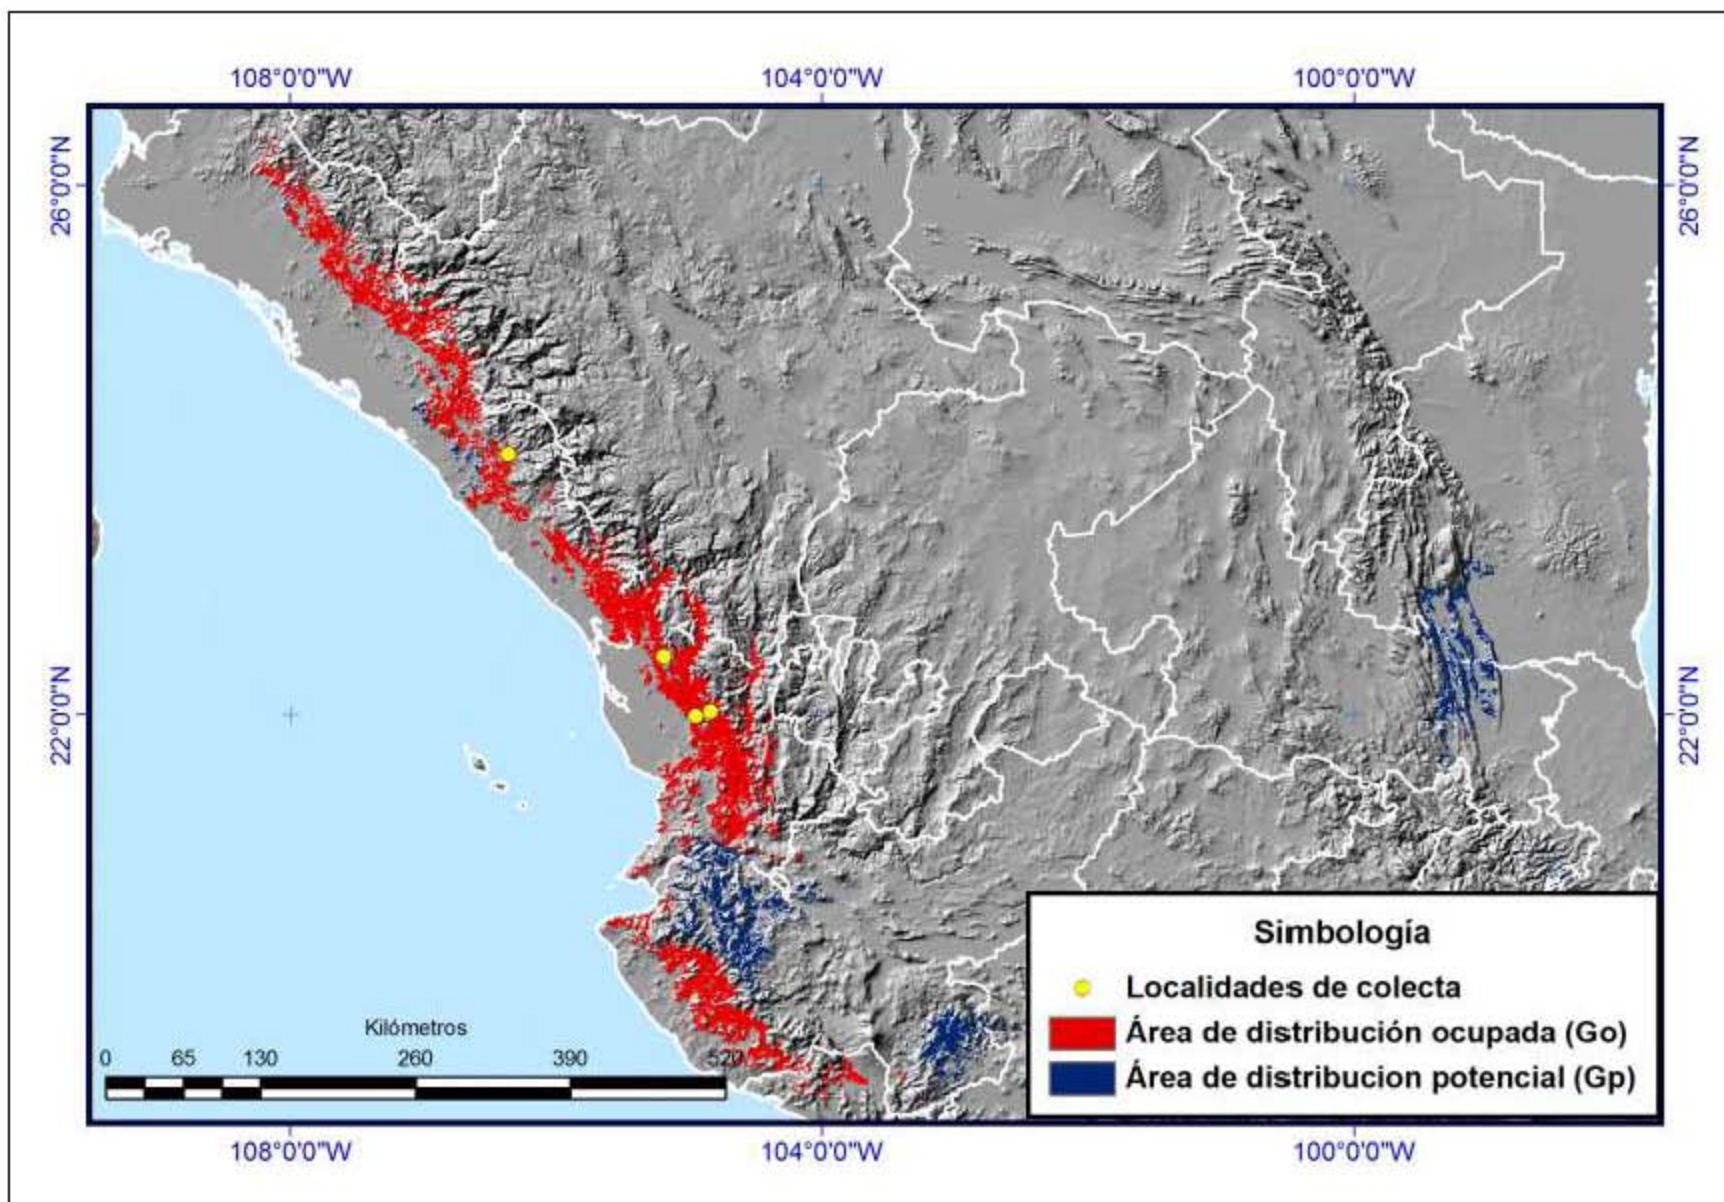 108°0'0"W 104°0'0"W 100°0'0"W
26°0'0"N
26°0'0"N
22°0'0"N
22°0'0"N
Simbología
Localidades de colecta
Área de distribución ocupada (Go)
Área de distribucion potencial (Gp)
Kilómetros
0 65 130 260 390 520
108°0'0"W 104°0'0"W 100°0'0"W